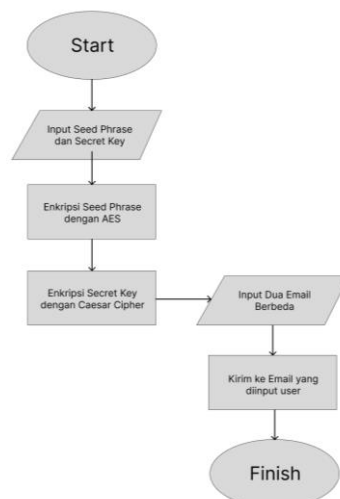 Start
Input Seed Phrase
dan Secret Key
Enkripsi Seed Phrase
dengan AES
Enkripsi Secret Key
dengan Caesar Cipher
Input Dua Email
Berbeda
Kirim ke Email yang
diinput user
Finish